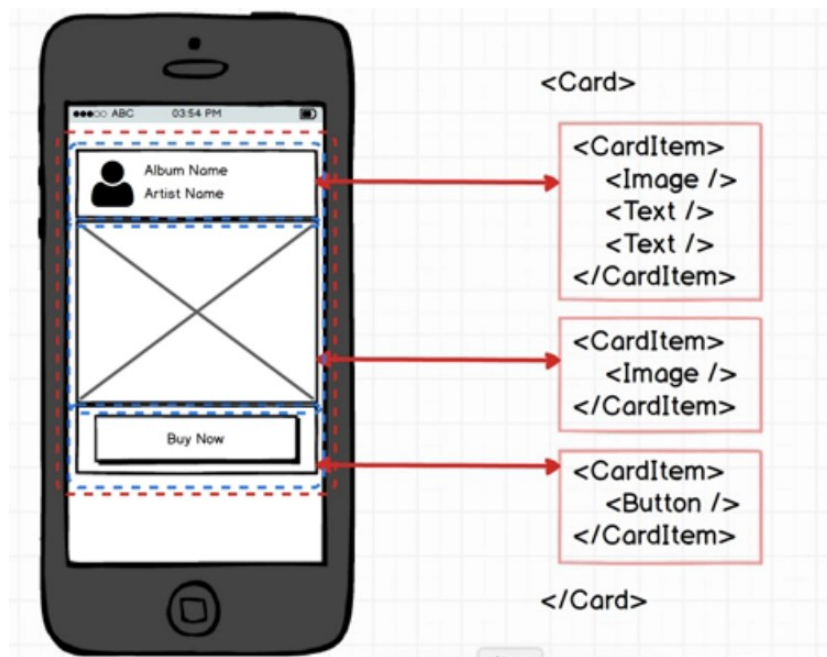 ABC 03:54 PM
Album Name
Artist Name
Buy Now
<Card>
<CardItem>
<Image />
<Text />
<Text />
</CardItem>
<CardItem>
<Image />
</CardItem>
<CardItem>
<Button />
</CardItem>
</Card>